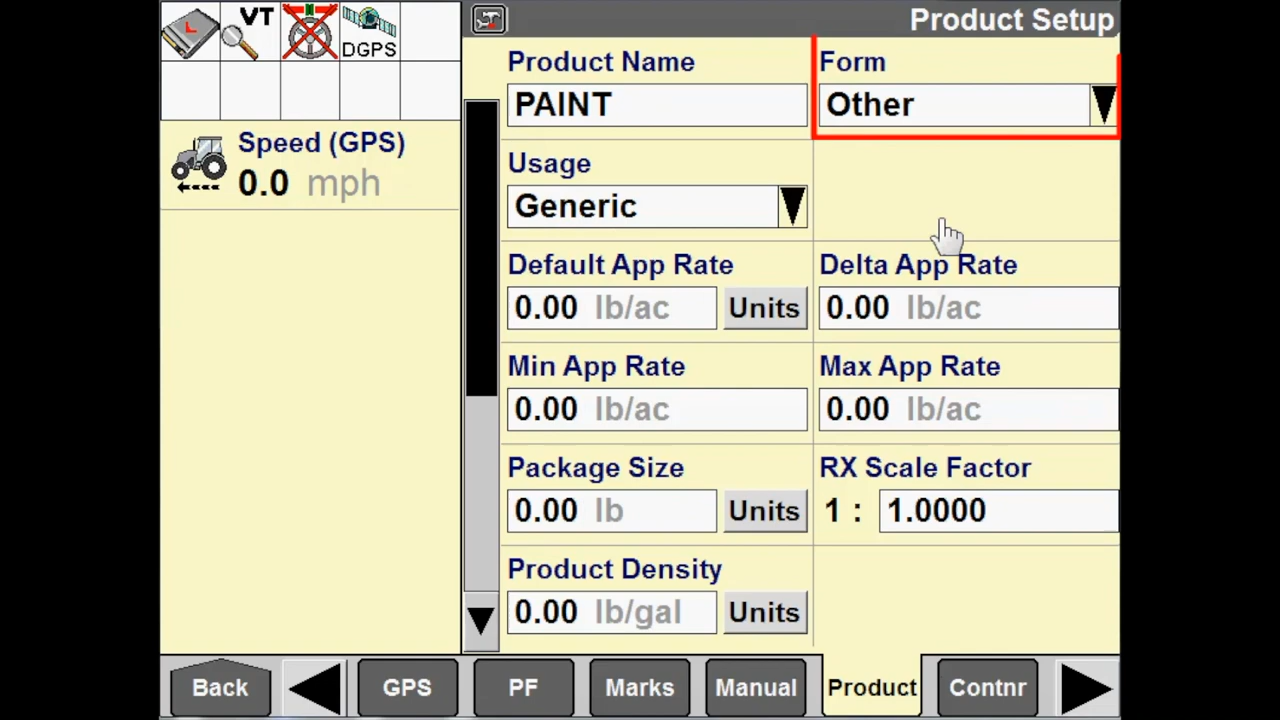 VT
DGPS
Product Setup
Speed (GPS)
0.0 mph
Product Name
Form
PAINT
Other
Usage
Generic
Default App Rate
Delta App Rate
0.00 lb/ac Units
0.00 lb/ac
Min App Rate
Max App Rate
0.00 lb/ac
0.00 lb/ac
Package Size
RX Scale Factor
0.00 lb Units
1 : 1.0000
Product Density
0.00 lb/gal Units
Back GPS PF Marks Manual Product Contnr